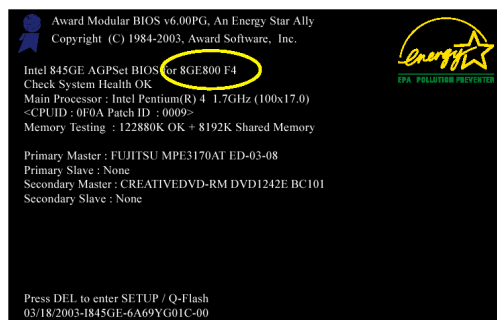 Award Modular BIOS v6.00PG, An Energy Star Ally
Copyright (C) 1984-2003, Award Software, Inc.
energy
EPA POLLUTION PREVENTER
Intel 845GE AGPSet BIOS for 8GE800 F4
Check System Health OK
Main Processor : Intel Pentium(R) 4 1.7GHz (100x17.0)
<CPUID : 0F0A Patch ID : 0009>
Memory Testing : 122880K OK + 8192K Shared Memory
Primary Master : FUJITSU MPE3170AT ED-03-08
Primary Slave : None
Secondary Master : CREATIVEDVD-RM DVD1242E BC101
Secondary Slave : None
Press DEL to enter SETUP / Q-Flash
03/18/2003-I845GE-6A69YG01C-00